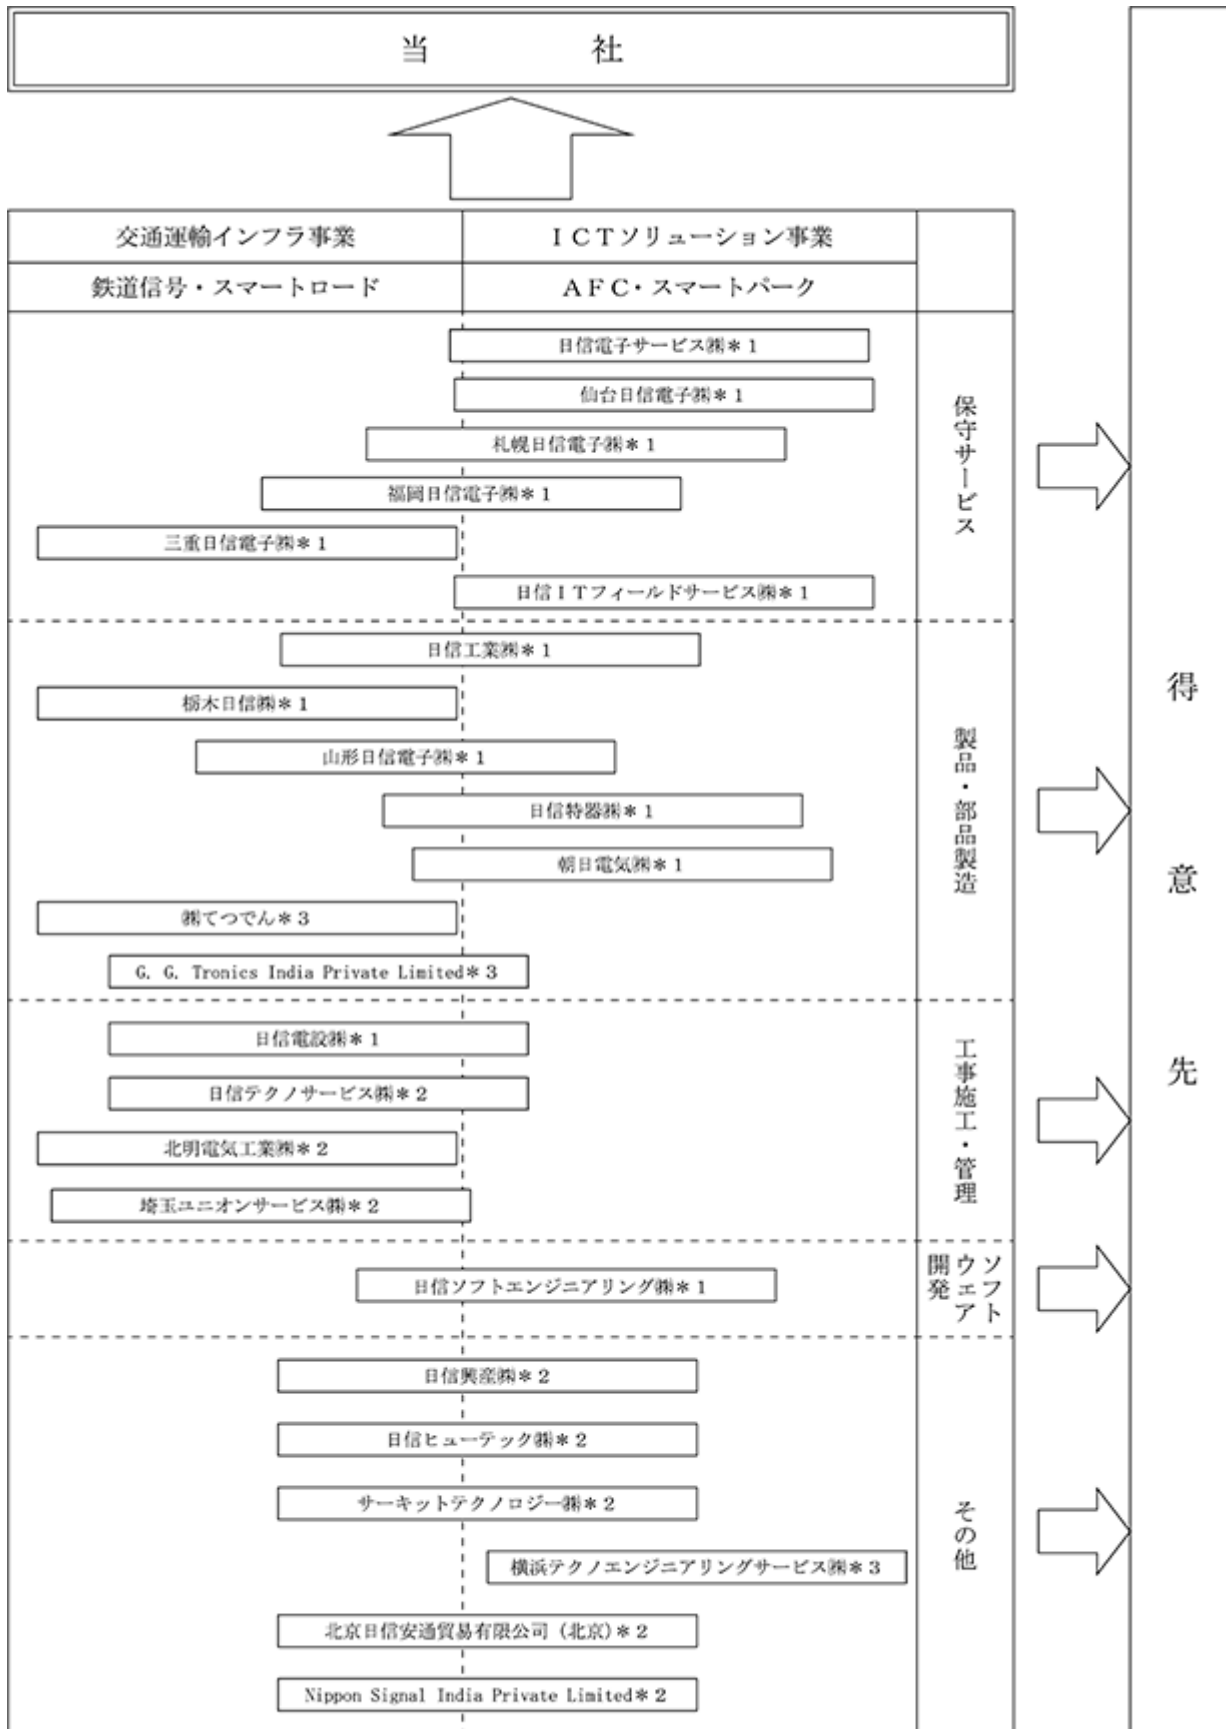 当社
交通運輸インフラ事業
ＩＣＴソリューション事業
鉄道信号・スマートロード
ＡＦＣ・スマートパーク
日信電子サービス㈱＊１
仙台日信電子㈱＊１
札幌日信電子㈱＊１
福岡日信電子㈱＊１
三重日信電子㈱＊１
日信ＩＴフィールドサービス㈱＊１
保守サービス
日信工業㈱＊１
栃木日信㈱＊１
山形日信電子㈱＊１
日信特器㈱＊１
朝日電気㈱＊１
㈱てつでん＊３
G. G. Tronics India Private Limited＊３
製品・部品製造
日信電設㈱＊１
日信テクノサービス㈱＊２
北明電気工業㈱＊２
埼玉ユニオンサービス㈱＊２
工事施工・管理
日信ソフトエンジニアリング㈱＊１
ソフト
ウェア
開発
日信興産㈱＊２
日信ヒューテック㈱＊２
サーキットテクノロジー㈱＊２
横浜テクノエンジニアリングサービス㈱＊３
北京日信安通貿易有限公司（北京）＊２
Nippon Signal India Private Limited＊２
その他
得意先